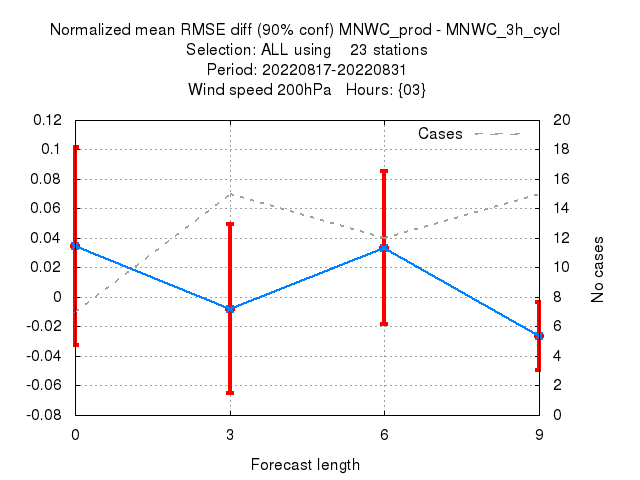 Normalized mean RMSE diff (90% conf) MNWC_prod - MNWC_3h_cycl
Selection: ALL using    23 stations
Period: 20220817-20220831
Wind speed 200hPa   Hours: {03}
0.12
0.1
0.08
0.06
0.04
0.02
0
-0.02
-0.04
-0.06
-0.08
Cases
20
18
16
14
12
10
8
6
4
2
0
No cases
0 3 6 9
Forecast length